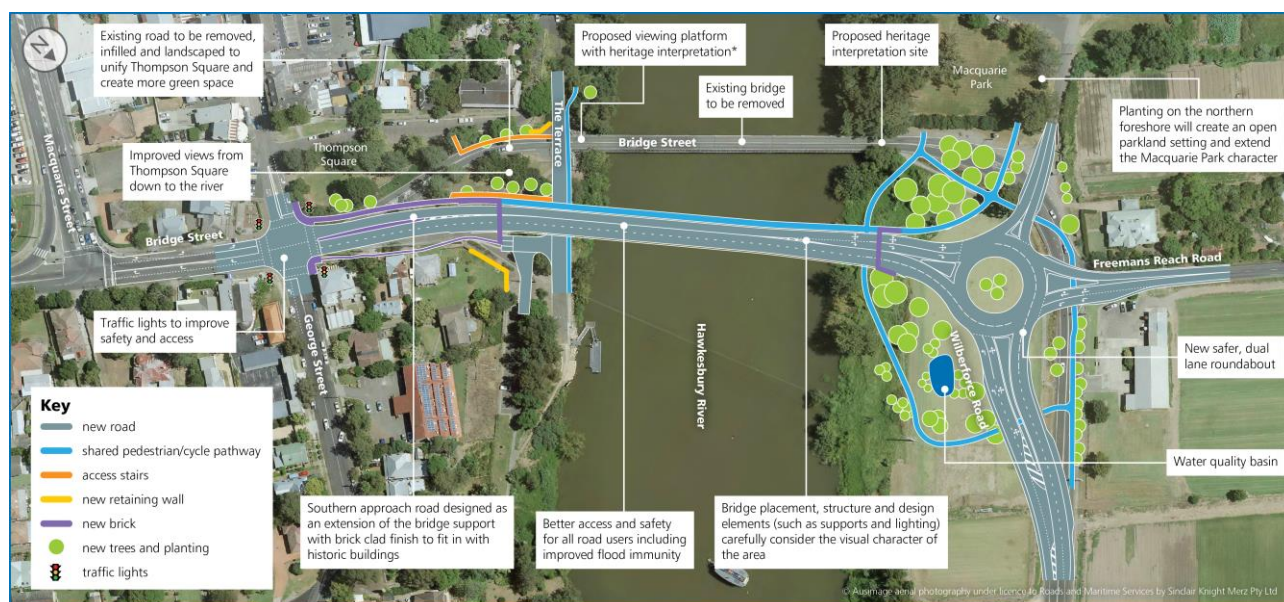 N
Existing road to be removed,
infilled and landscaped to
unify Thompson Square and
create more green space
Proposed viewing platform
with heritage interpretation*
Proposed heritage
interpretation site
Macquarie
Park
Existing bridge
to be removed
Planting on the northern
foreshore will create an open
parkland setting and extend
the Macquarie Park character
Macquarie Street
Improved views from
Thompson Square
down to the river
Thompson
Square
The Terrace
Bridge Street
Bridge Street
Freemans Reach Road
Traffic lights to improve
safety and access
George Street
Hawkesbury River
Wilberforce Road
New safer, dual
lane roundabout
Water quality basin
Key
new road
shared pedestrian/cycle pathway
access stairs
new retaining wall
new brick
new trees and planting
traffic lights
Southern approach road designed as
an extension of the bridge support
with brick clad finish to fit in with
historic buildings
Better access and safety
for all road users including
improved flood immunity
Bridge placement, structure and design
elements (such as supports and lighting)
carefully consider the visual character of
the area
© Ausimage aerial photography under licence to Roads and Maritime Services by Sinclair Knight Merz Pty Ltd